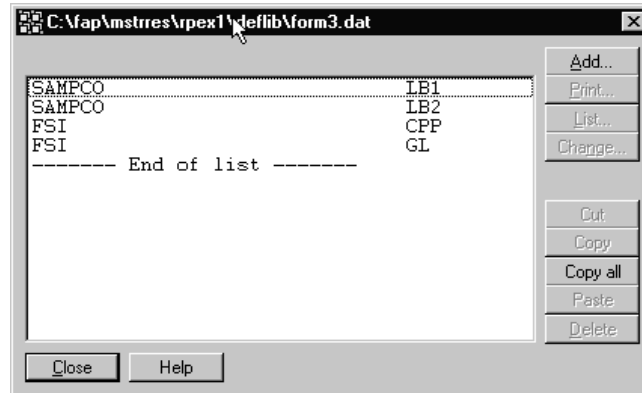 C:\fap\mstrres\rpex1\deflib\form3.dat
Add...
SAMPCO LB1
Print...
SAMPCO LB2
List...
FSI CPP
FSI GL
Change...
------- End of list -------
Cut
Copy
Copy all
Paste
Delete
Close Help